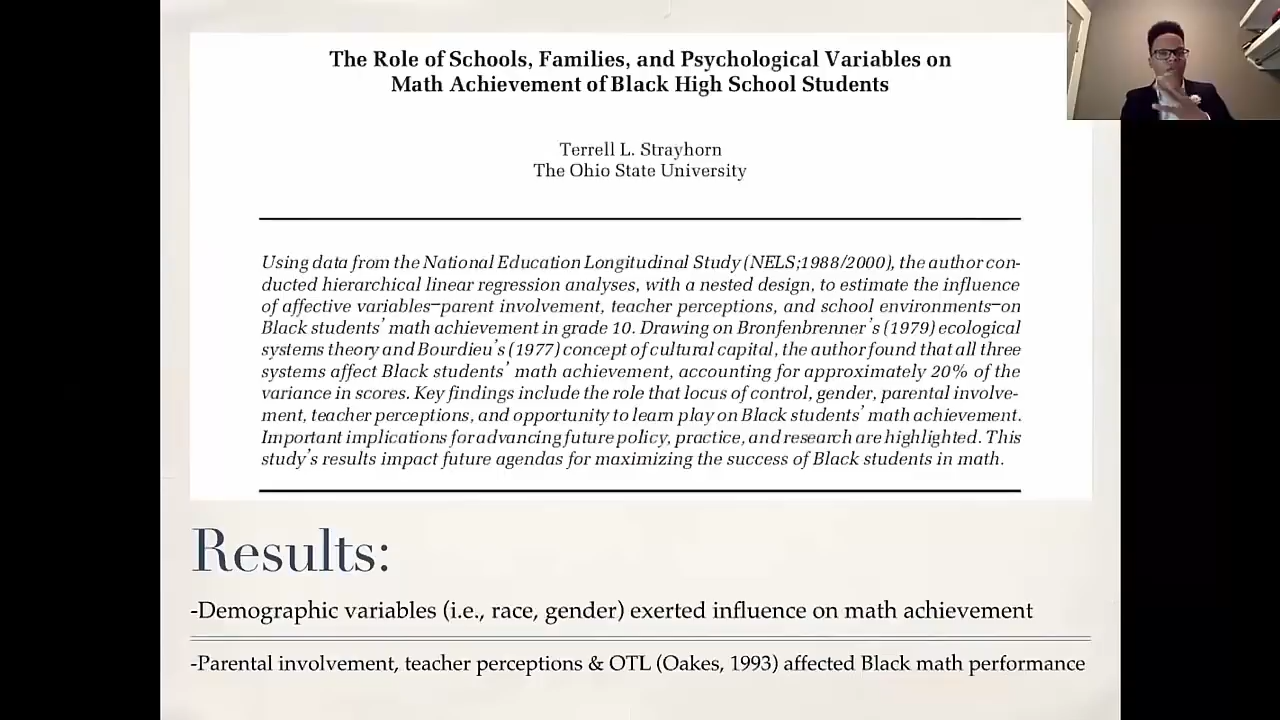 The Role of Schools, Families, and Psychological Variables on
Math Achievement of Black High School Students
Terrell L. Strayhorn
The Ohio State University
Using data from the National Education Longitudinal Study (NELS;1988/2000), the author con-
ducted hierarchical linear regression analyses, with a nested design, to estimate the influence
of affective variables—parent involvement, teacher perceptions, and school environments—on
Black students' math achievement in grade 10. Drawing on Bronfenbrenner's (1979) ecological
systems theory and Bourdieu's (1977) concept of cultural capital, the author found that all three
systems affect Black students' math achievement, accounting for approximately 20% of the
variance in scores. Key findings include the role that locus of control, gender, parental involve-
ment, teacher perceptions, and opportunity to learn play on Black students' math achievement.
Important implications for advancing future policy, practice, and research are highlighted. This
study's results impact future agendas for maximizing the success of Black students in math.
Results:
-Demographic variables (i.e., race, gender) exerted influence on math achievement
-Parental involvement, teacher perceptions & OTL (Oakes, 1993) affected Black math performance